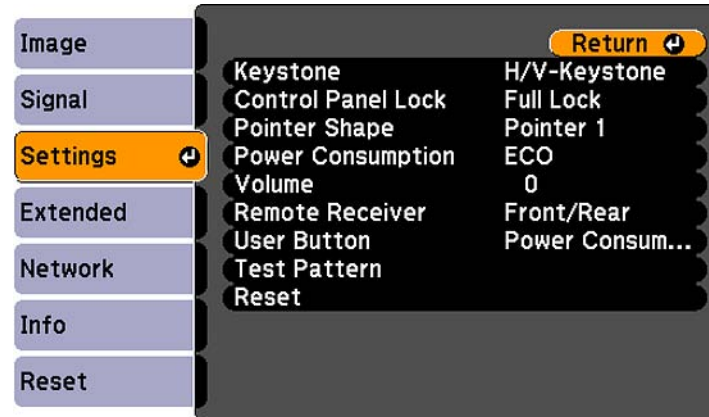 Image
Signal
Settings
Extended
Network
Info
Reset
Return
Keystone H/V-Keystone
Control Panel Lock Full Lock
Pointer Shape Pointer 1
Power Consumption ECO
Volume 0
Remote Receiver Front/Rear
User Button Power Consum...
Test Pattern
Reset